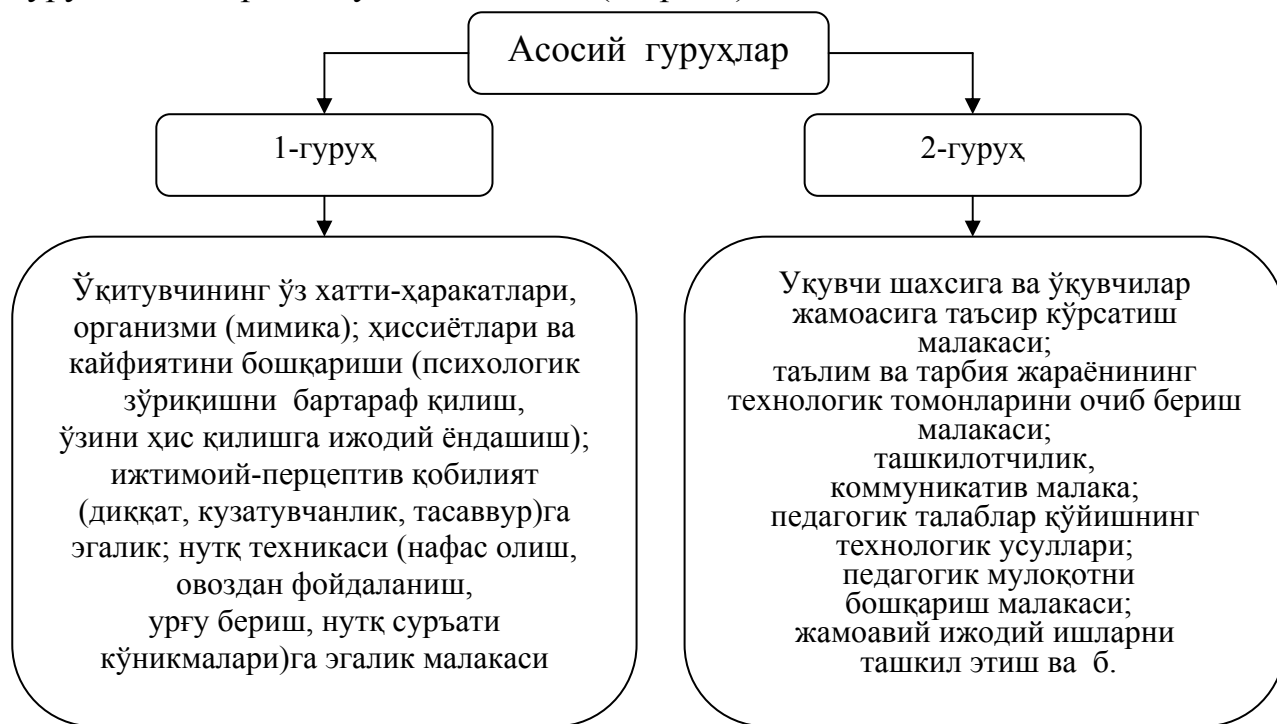 Асосий гуруҳлар
1-гуруҳ
2-гуруҳ
Ўқитувчининг ўз хатти-ҳаракатлари,
организми (мимика); ҳиссиётлари ва
кайфиятини бошқариши (психологик
зўриқишни бартараф қилиш,
ўзини ҳис қилишга ижодий ёндашиш);
ижтимоий-перцептив қобилият
(диққат, кузатувчанлик, тасаввур)га
эгалик; нутқ техникаси (нафас олиш,
овоздан фойдаланиш,
урғу бериш, нутқ суръати
кўникмалари)га эгалик малакаси
Уқувчи шахсига ва ўқувчилар
жамоасига таъсир кўрсатиш
малакаси;
таълим ва тарбия жараёнининг
технологик томонларини очиб бериш
малакаси;
ташкилотчилик,
коммуникатив малака;
педагогик талаблар қўйишнинг
технологик усуллари;
педагогик мулоқотни
бошқариш малакаси;
жамоавий ижодий ишларни
ташкил этиш ва б.